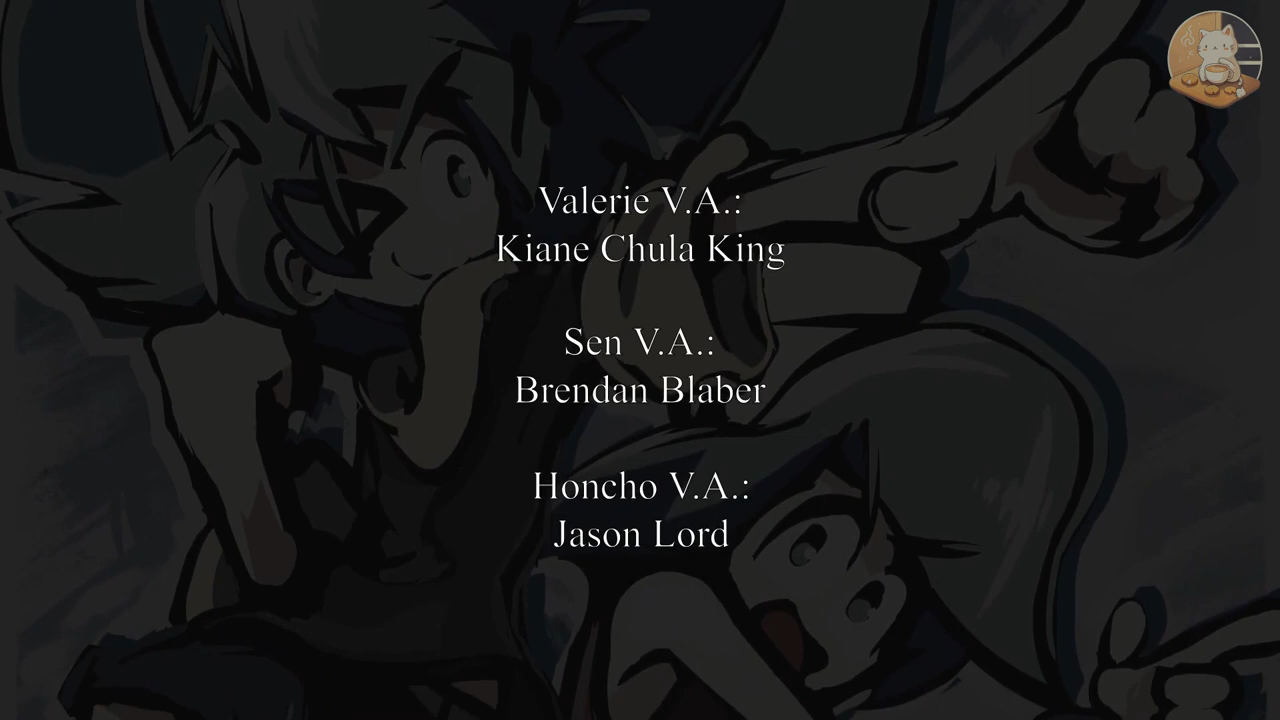 Valerie V.A.:
Kiane Chula King
Sen V.A.:
Brendan Blaber
Honcho V.A.:
Jason Lord